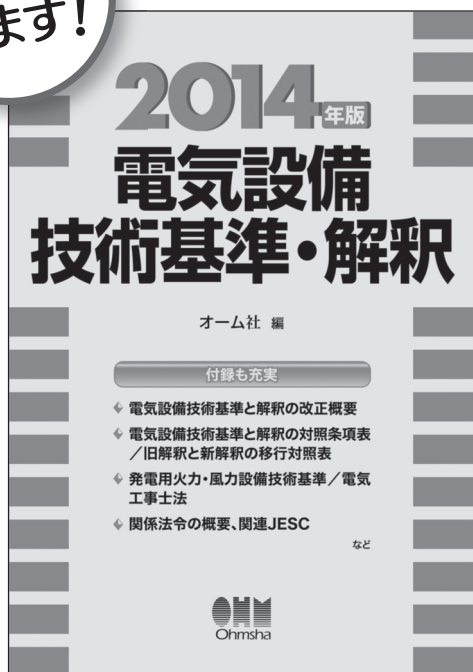 ます!
2014年版
電気設備
技術基準・解釈
オーム社 編
付録も充実
電気設備技術基準と解釈の改正概要
電気設備技術基準と解釈の対照条項表
／旧解釈と新解釈の移行対照表
発電用火力・風力設備技術基準／電気
工事士法
関係法令の概要、関連JESC
など
OHM
Ohmsha